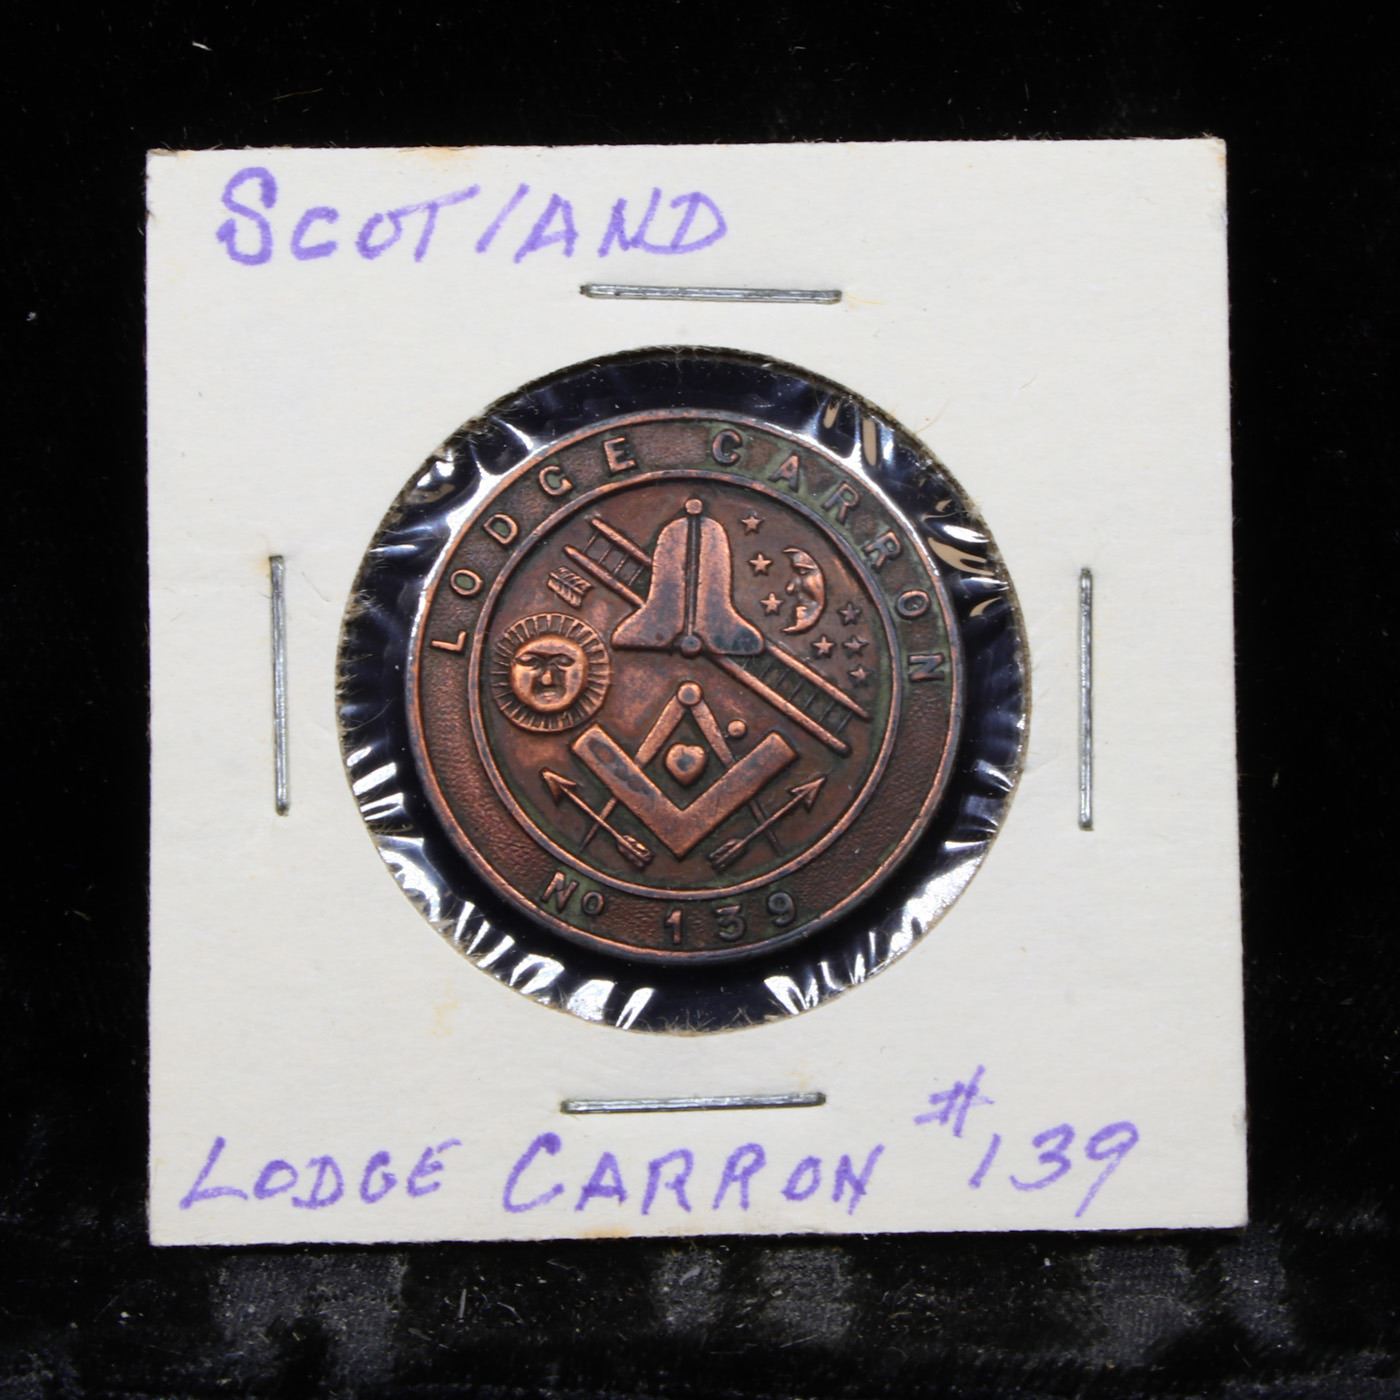 SCOTlAND
LODGE CARRON
No 139
LODGE CARRON #139